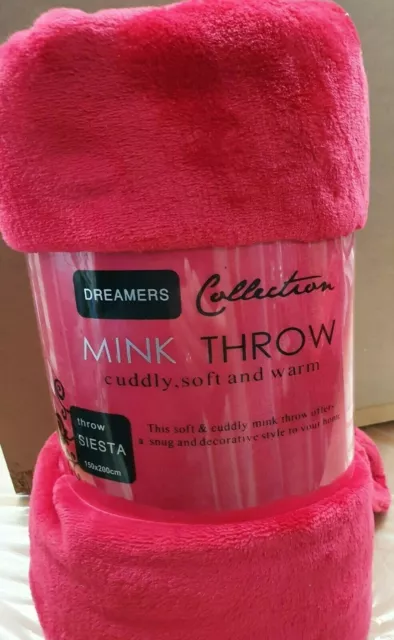 DREAMERS Collection
MINK THROW
cuddly,soft and warm
throw
SIESTA
150x200cm
This soft & cuddly mink throw offers
a snug and decorative style to your home